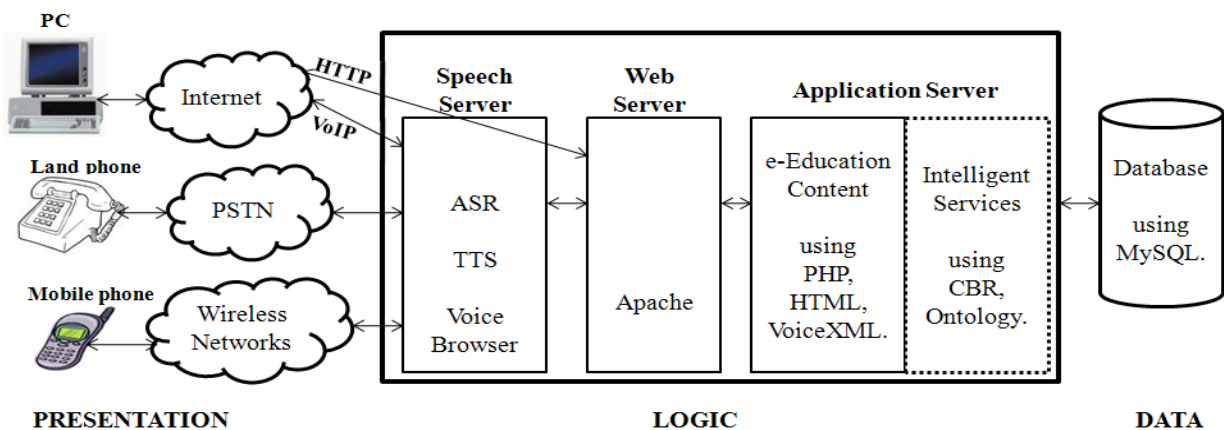 PC
Internet
HTTP
VoIP
Land phone
PSTN
Mobile phone
Wireless
Networks
Speech
Server
ASR
TTS
Voice
Browser
Web
Server
Apache
Application Server
e-Education
Content
using
PHP,
HTML,
VoiceXML.
Intelligent
Services
using
CBR,
Ontology.
Database
using
MySQL.
PRESENTATION
LOGIC
DATA